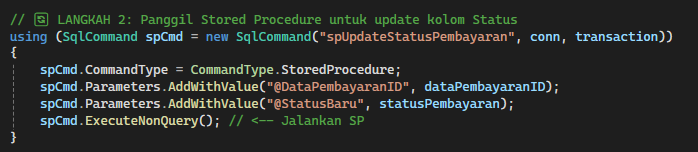 // 🔄 LANGKAH 2: Panggil Stored Procedure untuk update kolom Status
using (SqlCommand spCmd = new SqlCommand("spUpdateStatusPembayaran", conn, transaction))
{
    spCmd.CommandType = CommandType.StoredProcedure;
    spCmd.Parameters.AddWithValue("@DataPembayaranID", dataPembayaranID);
    spCmd.Parameters.AddWithValue("@StatusBaru", statusPembayaran);
    spCmd.ExecuteNonQuery(); // <-- Jalankan SP
}